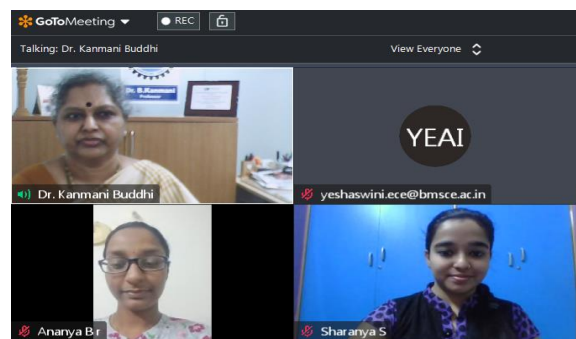 GoToMeeting
REC
Talking: Dr. Kanmani Buddhi
View Everyone
Dr. B.Kanmani
Professor
Dr. Kanmani Buddhi
YEAI
yeshaswini.ece@bmsce.ac.in
Ananya B r
Sharanya S